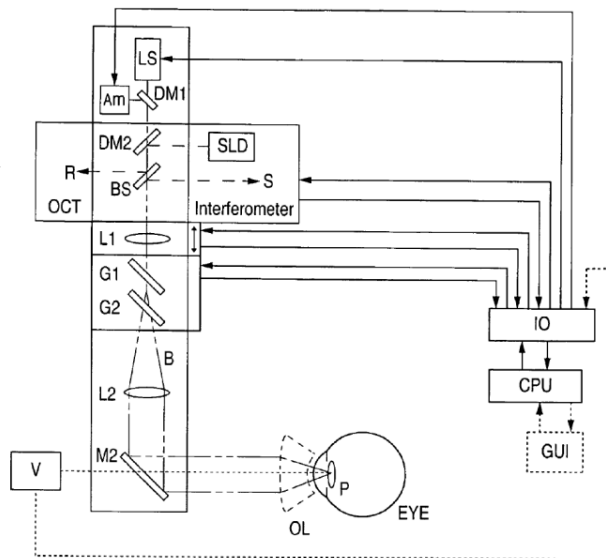 LS
DM1
Am
DM2
SLD
R
BS
S
OCT
Interferometer
L1
G1
G2
IO
B
CPU
L2
GUI
M2
V
P
OL
EYE